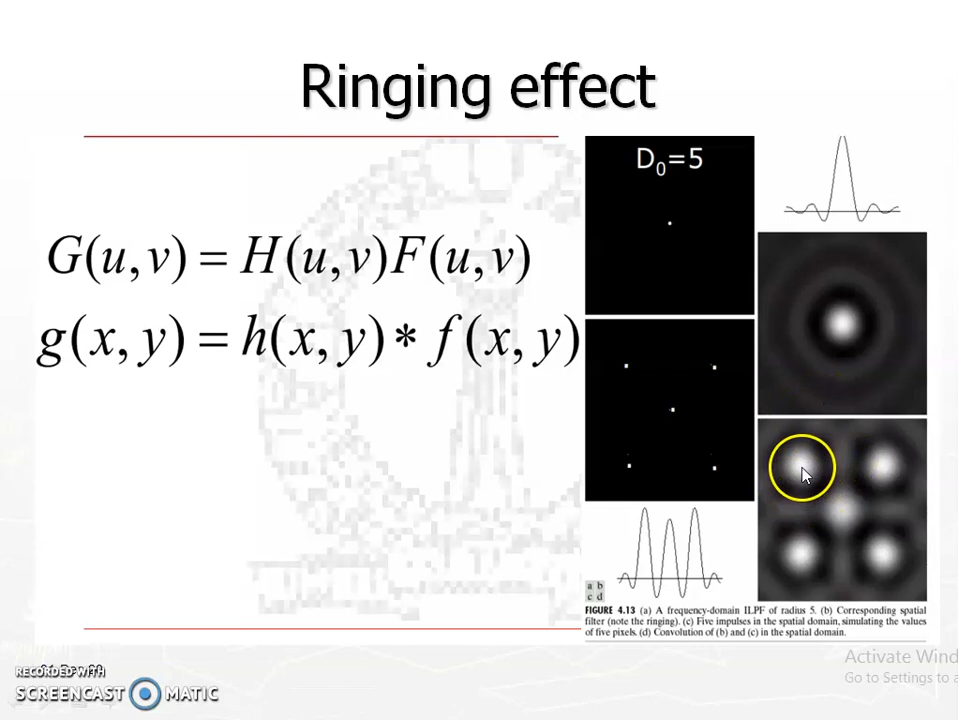 Ringing effect
D₀=5
G(u,v) = H(u,v)F(u,v)
g(x, y) = h(x, y) * f(x, y)
a b
c d
FIGURE 4.13 (a) A frequency-domain ILPF of radius 5. (b) Corresponding spatial
filter (note the ringing). (c) Five impulses in the spatial domain, simulating the values
of five pixels. (d) Convolution of (b) and (c) in the spatial domain.
Activate Wind
Go to Settings to a
RECORDED WITH
SCREENCAST MATIC